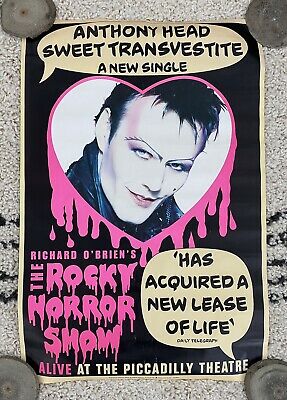 ANTHONY HEAD
SWEET TRANSVESTITE
A NEW SINGLE
RICHARD O'BRIEN'S
THE ROCKY
HORROR
SHOW
'HAS
ACQUIRED A
NEW LEASE
OF LIFE'
DAILY TELEGRAPH
ALIVE AT THE PICCADILLY THEATRE